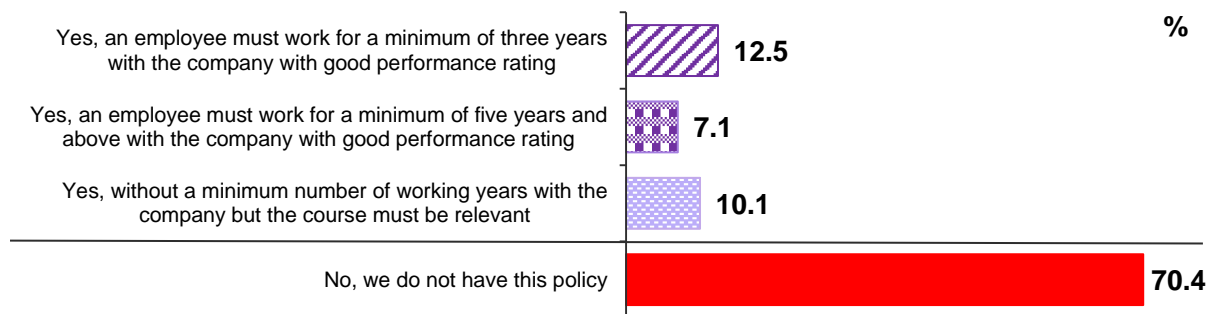 %
Yes, an employee must work for a minimum of three years
with the company with good performance rating
12.5
Yes, an employee must work for a minimum of five years and
above with the company with good performance rating
7.1
Yes, without a minimum number of working years with the
company but the course must be relevant
10.1
No, we do not have this policy
70.4